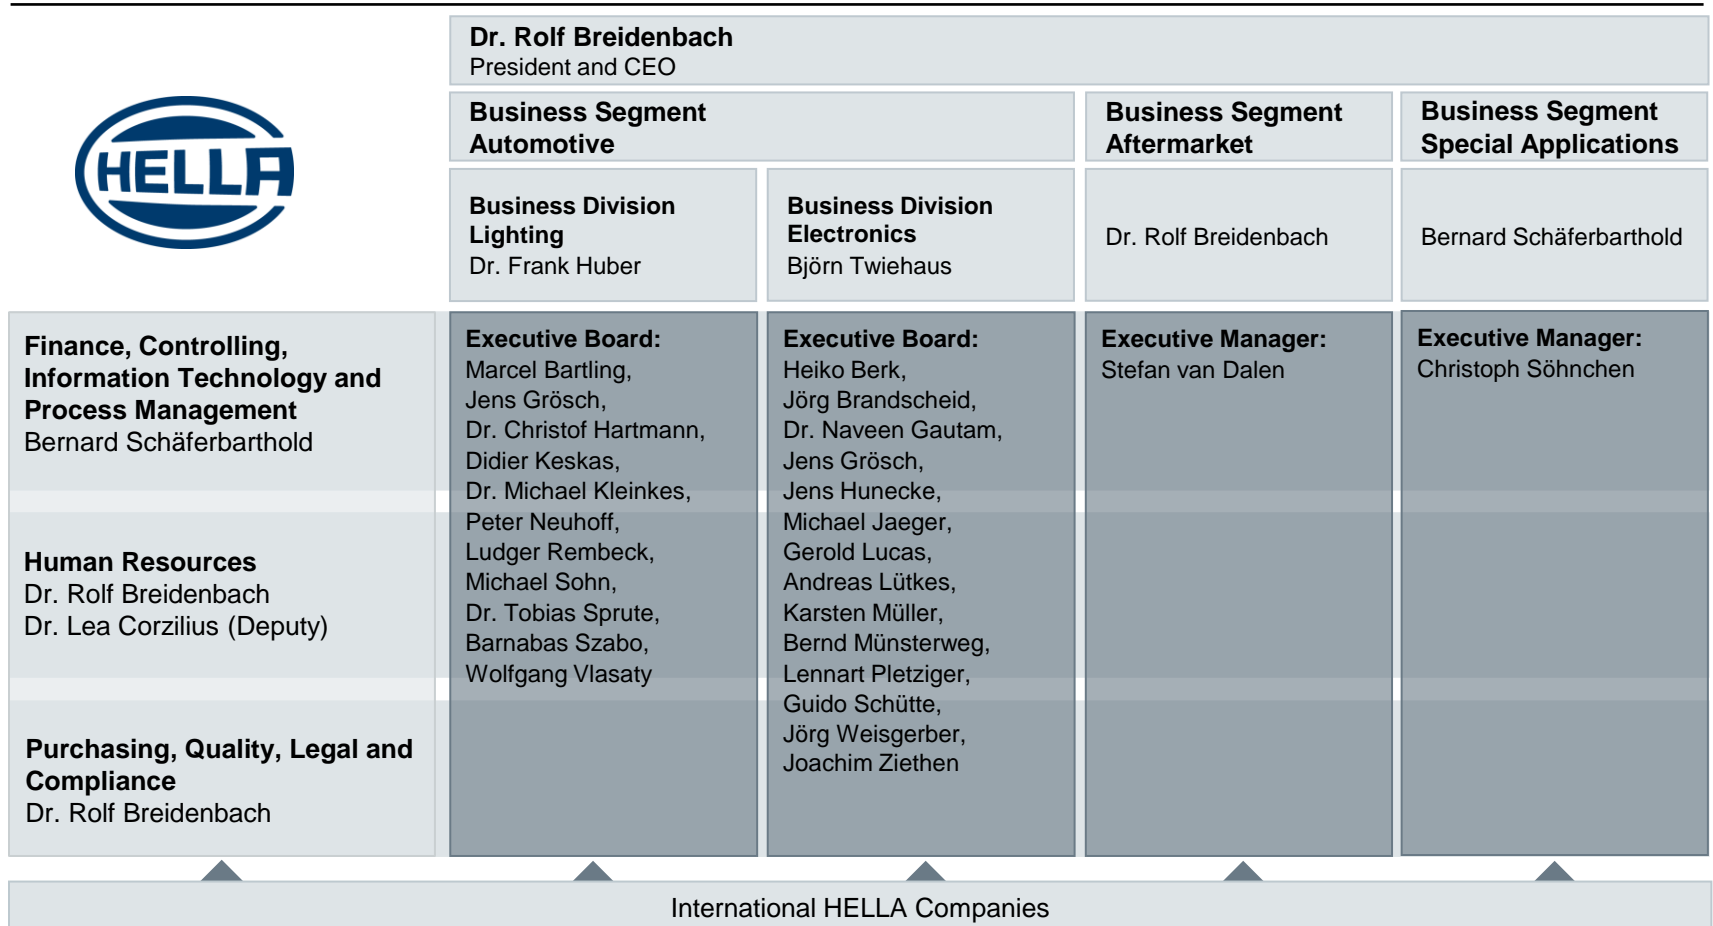 Dr. Rolf Breidenbach
President and CEO
HELLA
Business Segment
Automotive
Business Segment
Aftermarket
Business Segment
Special Applications
Business Division
Lighting
Dr. Frank Huber
Business Division
Electronics
Björn Twiehaus
Dr. Rolf Breidenbach
Bernard Schäferbarthold
Finance, Controlling,
Information Technology and
Process Management
Bernard Schäferbarthold
Human Resources
Dr. Rolf Breidenbach
Dr. Lea Corzilius (Deputy)
Purchasing, Quality, Legal and
Compliance
Dr. Rolf Breidenbach
Executive Board:
Marcel Bartling,
Jens Grösch,
Dr. Christof Hartmann,
Didier Keskas,
Dr. Michael Kleinkes,
Peter Neuhoff,
Ludger Rembeck,
Michael Sohn,
Dr. Tobias Sprute,
Barnabas Szabo,
Wolfgang Vlasaty
Executive Board:
Heiko Berk,
Jörg Brandscheid,
Dr. Naveen Gautam,
Jens Grösch,
Jens Hunecke,
Michael Jaeger,
Gerold Lucas,
Andreas Lütkes,
Karsten Müller,
Bernd Münsterweg,
Lennart Pletziger,
Guido Schütte,
Jörg Weisgerber,
Joachim Ziethen
Executive Manager:
Stefan van Dalen
Executive Manager:
Christoph Söhnchen
International HELLA Companies